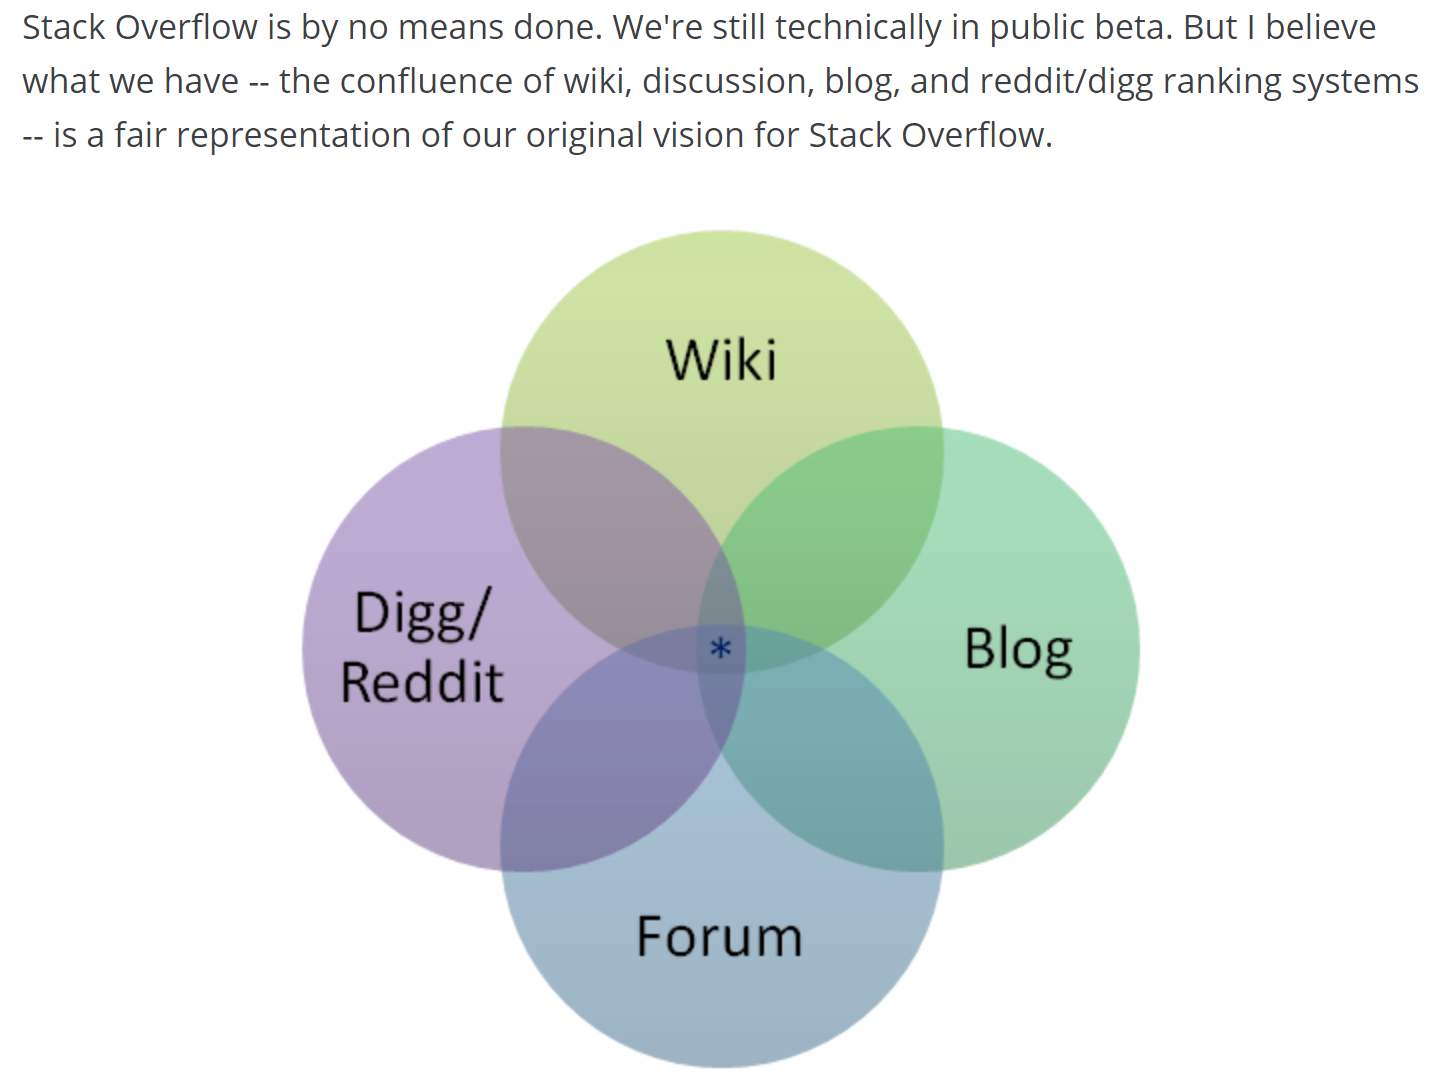 Stack Overflow is by no means done. We're still technically in public beta. But I believe
what we have -- the confluence of wiki, discussion, blog, and reddit/digg ranking systems
-- is a fair representation of our original vision for Stack Overflow.
Wiki
Digg/
Reddit
*
Blog
Forum